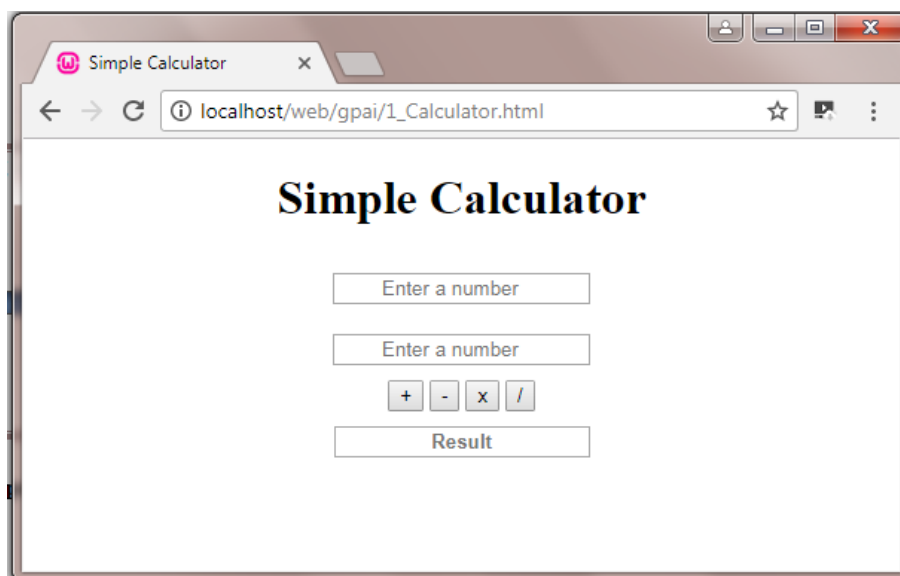 Simple Calculator
localhost/web/gpai/1_Calculator.html
Simple Calculator
Enter a number
Enter a number
+ - x /
Result